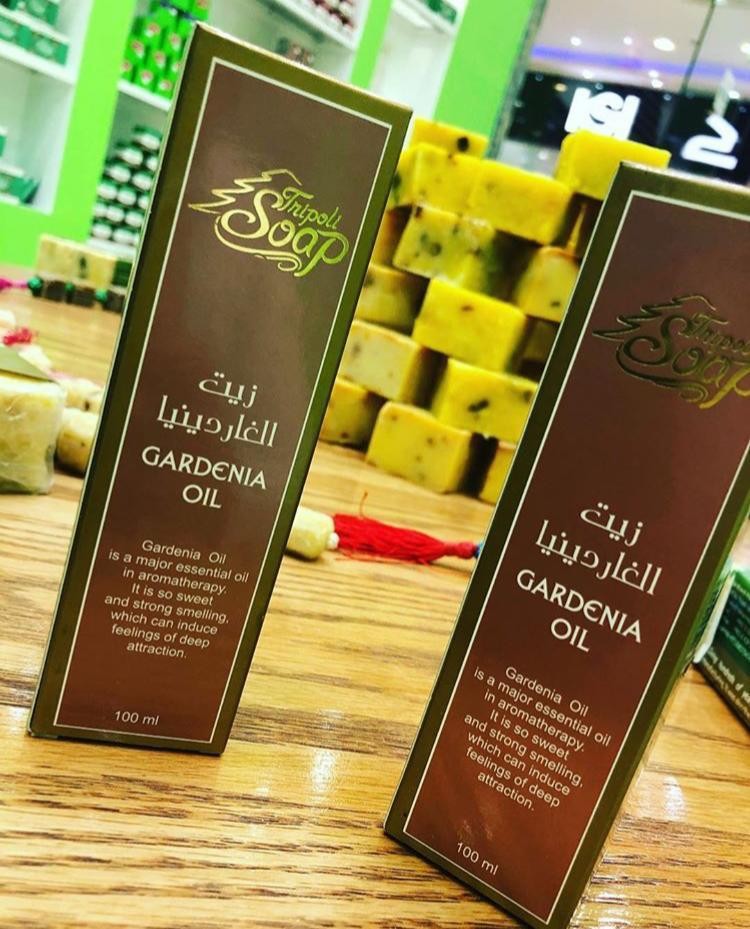 Tripoli
Soap
زيت
الغاردينيا
GARDENIA
OIL
Gardenia Oil
is a major essential oil
in aromatherapy.
It is so sweet
and strong smelling,
which can induce
feelings of deep
attraction.
100 ml
Tripoli
Soap
زيت
الغاردينيا
GARDENIA
OIL
Gardenia Oil
is a major essential oil
in aromatherapy.
It is so sweet
and strong smelling,
which can induce
feelings of deep
attraction.
100 ml